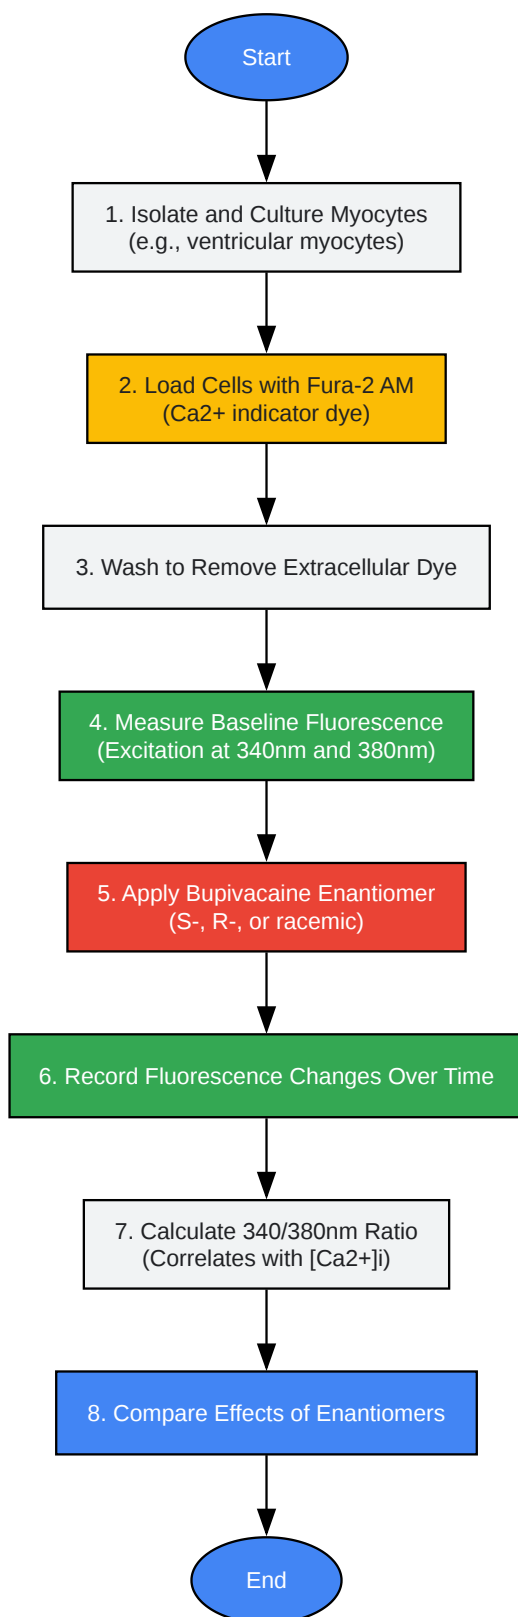 Start
1. Isolate and Culture Myocytes
(e.g., ventricular myocytes)
2. Load Cells with Fura-2 AM
(Ca2+ indicator dye)
3. Wash to Remove Extracellular Dye
4. Measure Baseline Fluorescence
(Excitation at 340nm and 380nm)
5. Apply Bupivacaine Enantiomer
(S-, R-, or racemic)
6. Record Fluorescence Changes Over Time
7. Calculate 340/380nm Ratio
(Correlates with [Ca2+]i)
8. Compare Effects of Enantiomers
End